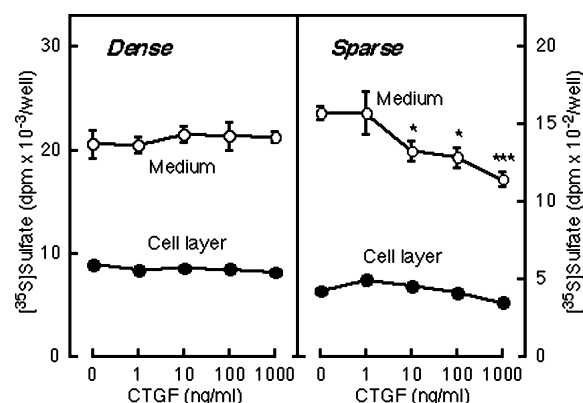 Dense
Sparse
[³⁵S]Sulfate (dpm x 10⁻³/well)
30
20
10
0
Medium
Cell layer
0 1 10 100 1000
CTGF (ng/ml)
Medium
* * ***
Cell layer
0 1 10 100 1000
CTGF (ng/ml)
20
15
10
5
0
[³⁵S]Sulfate (dpm x 10⁻²/well)